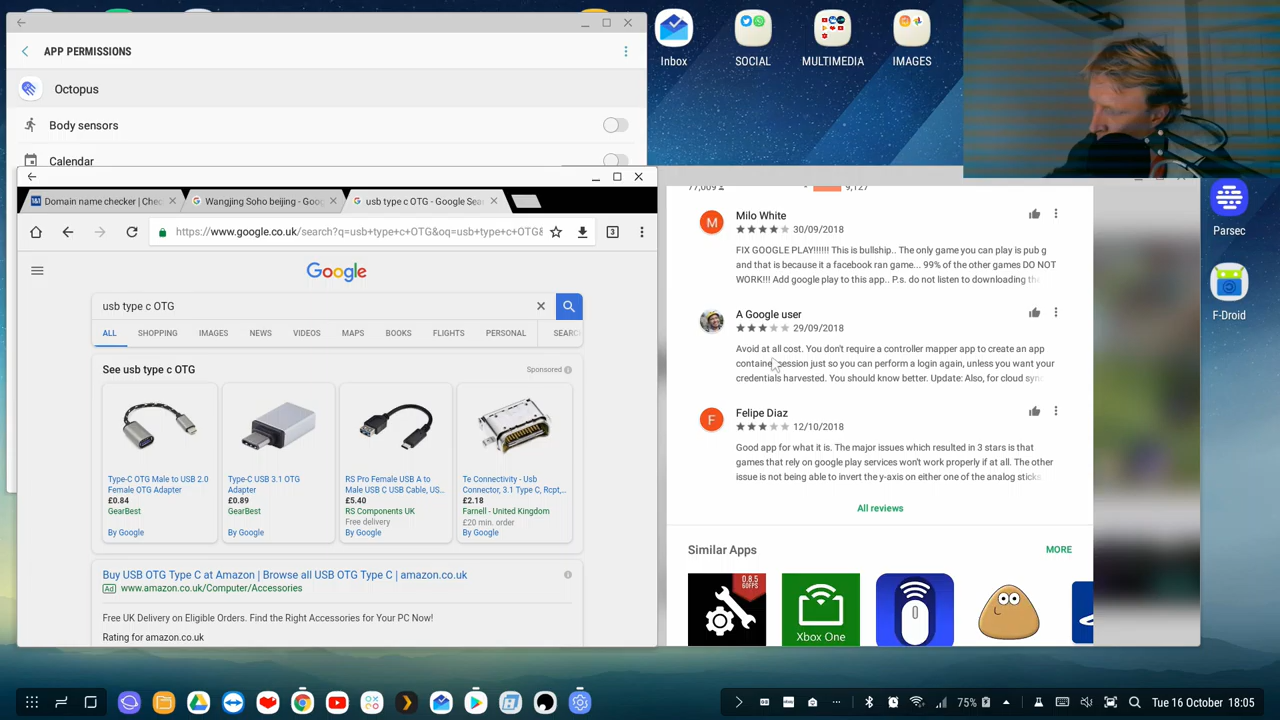 APP PERMISSIONS
Octopus
Body sensors
Calendar
Inbox
SOCIAL
MULTIMEDIA
IMAGES
Parsec
F-Droid
Domain name checker | Chec
Wangjing Soho beijing - Goog
usb type c OTG - Google Sea
https://www.google.co.uk/search?q=usb+type+c+OTG&oq=usb+type+c+OTG&
3
Google
usb type c OTG
ALL SHOPPING IMAGES NEWS VIDEOS MAPS BOOKS FLIGHTS PERSONAL SEARC
See usb type c OTG
Sponsored
Type-C OTG Male to USB 2.0
Female OTG Adapter
£0.84
GearBest
By Google
Type-C USB 3.1 OTG
Adapter
£0.89
GearBest
By Google
RS Pro Female USB A to
Male USB C USB Cable, US...
£5.40
RS Components UK
Free delivery
By Google
Te Connectivity - Usb
Connector, 3.1 Type C, Rcpt,...
£2.18
Farnell - United Kingdom
£20 min. order
By Google
Buy USB OTG Type C at Amazon | Browse all USB OTG Type C | amazon.co.uk
Ad www.amazon.co.uk/Computer/Accessories
Free UK Delivery on Eligible Orders. Find the Right Accessories for Your PC Now!
Rating for amazon.co.uk
77,009
9,127
M
Milo White
30/09/2018
FIX GOOGLE PLAY!!!!!! This is bullship.. The only game you can play is pub g
and that is because it a facebook ran game... 99% of the other games DO NOT
WORK!!! Add google play to this app.. P.s. do not listen to downloading the
A Google user
29/09/2018
Avoid at all cost. You don't require a controller mapper app to create an app
container session just so you can perform a login again, unless you want your
credentials harvested. You should know better. Update: Also, for cloud sync
F
Felipe Diaz
12/10/2018
Good app for what it is. The major issues which resulted in 3 stars is that
games that rely on google play services won't work properly if at all. The other
issue is not being able to invert the y-axis on either one of the analog sticks
All reviews
Similar Apps
MORE
0.8.5
60FPS
Xbox One
75%
Tue 16 October 18:05